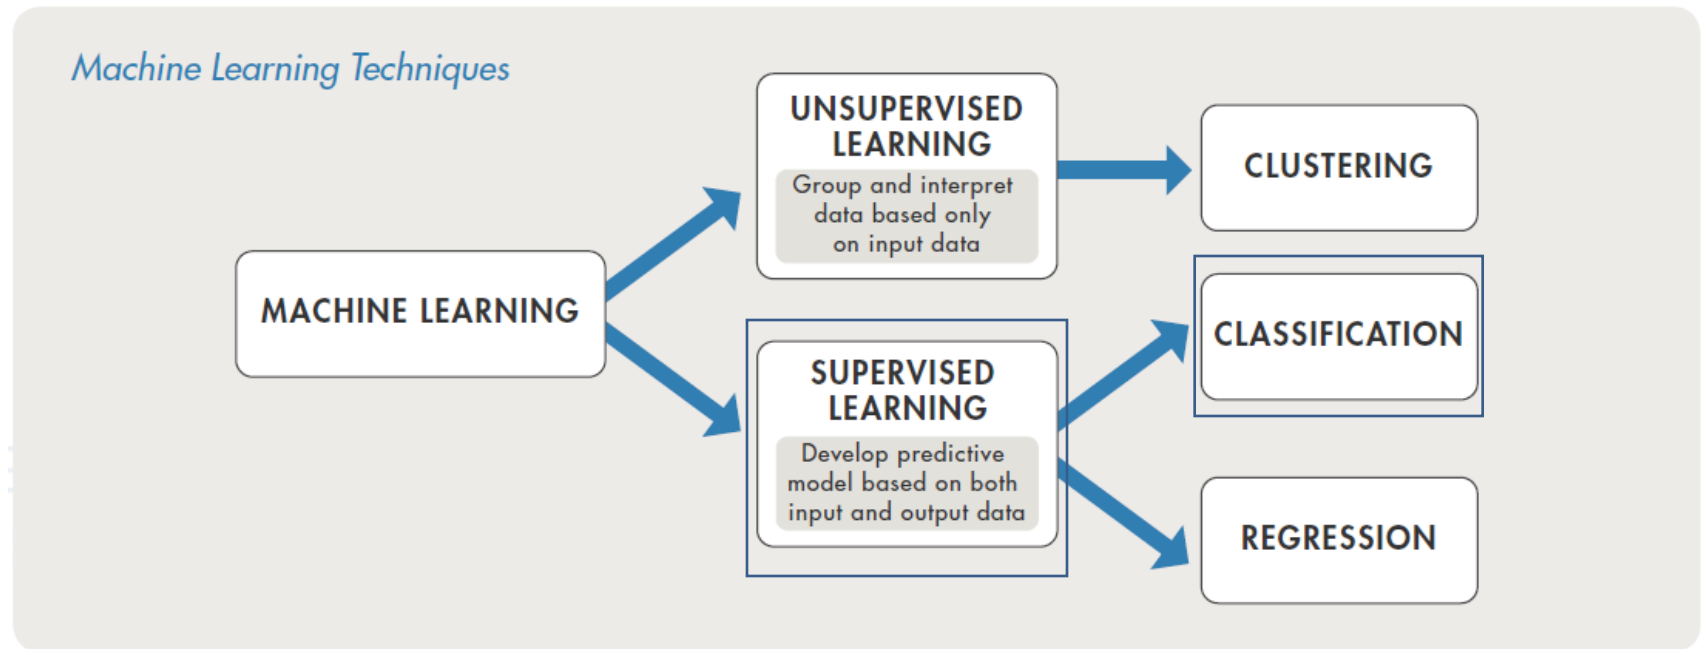 Machine Learning Techniques
UNSUPERVISED
LEARNING
Group and interpret
data based only
on input data
CLUSTERING
MACHINE LEARNING
CLASSIFICATION
SUPERVISED
LEARNING
Develop predictive
model based on both
input and output data
REGRESSION